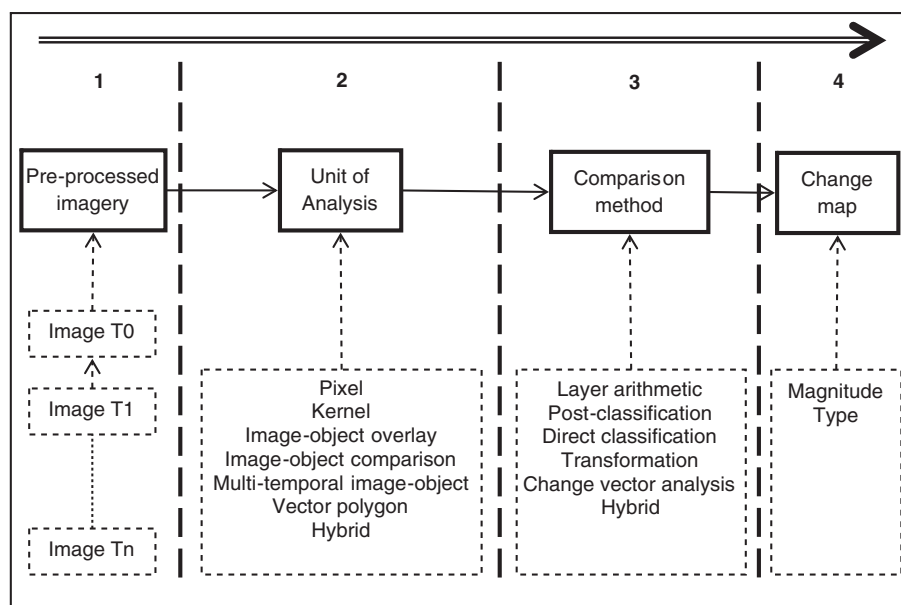 1
2
3
4
Pre-processed
imagery
Unit of
Analysis
Comparison
method
Change
map
Image T0
Image T1
Image Tn
Pixel
Kernel
Image-object overlay
Image-object comparison
Multi-temporal image-object
Vector polygon
Hybrid
Layer arithmetic
Post-classification
Direct classification
Transformation
Change vector analysis
Hybrid
Magnitude
Type